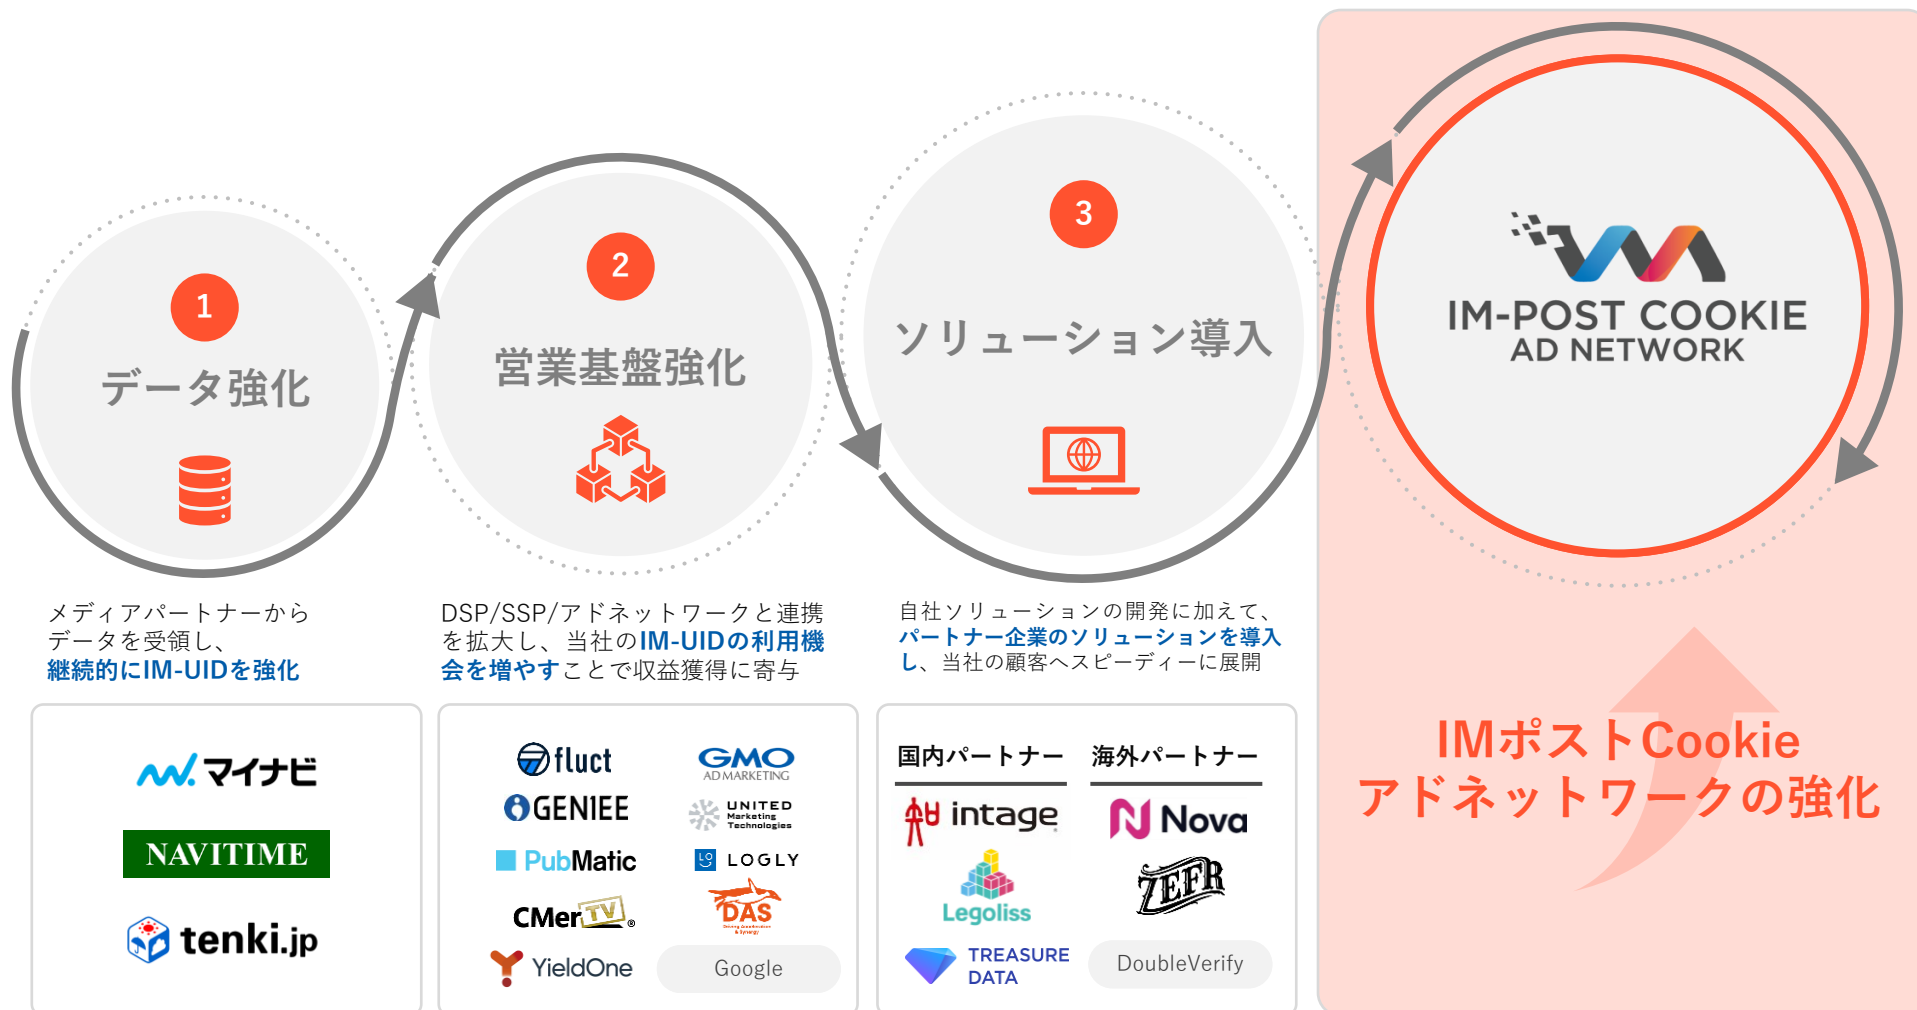 1
データ強化
メディアパートナーから
データを受領し、
継続的にIM-UIDを強化
マイナビ
NAVITIME
tenki.jp
2
営業基盤強化
DSP/SSP/アドネットワークと連携
を拡大し、当社のIM-UIDの利用機
会を増やすことで収益獲得に寄与
fluct
GMO
AD MARKETING
GENIEE
UNITED
Marketing
Technologies
PubMatic
LO
LOGLY
CMerTV®
DAS
Driving Acceleration
& Synergy
YieldOne
Google
3
ソリューション導入
自社ソリューションの開発に加えて、
パートナー企業のソリューションを導入
し、当社の顧客へスピーディーに展開
国内パートナー
intage
Legoliss
TREASURE
DATA
海外パートナー
Nova
ZEFR
DoubleVerify
IM-POST COOKIE
AD NETWORK
IMポストCookie
アドネットワークの強化